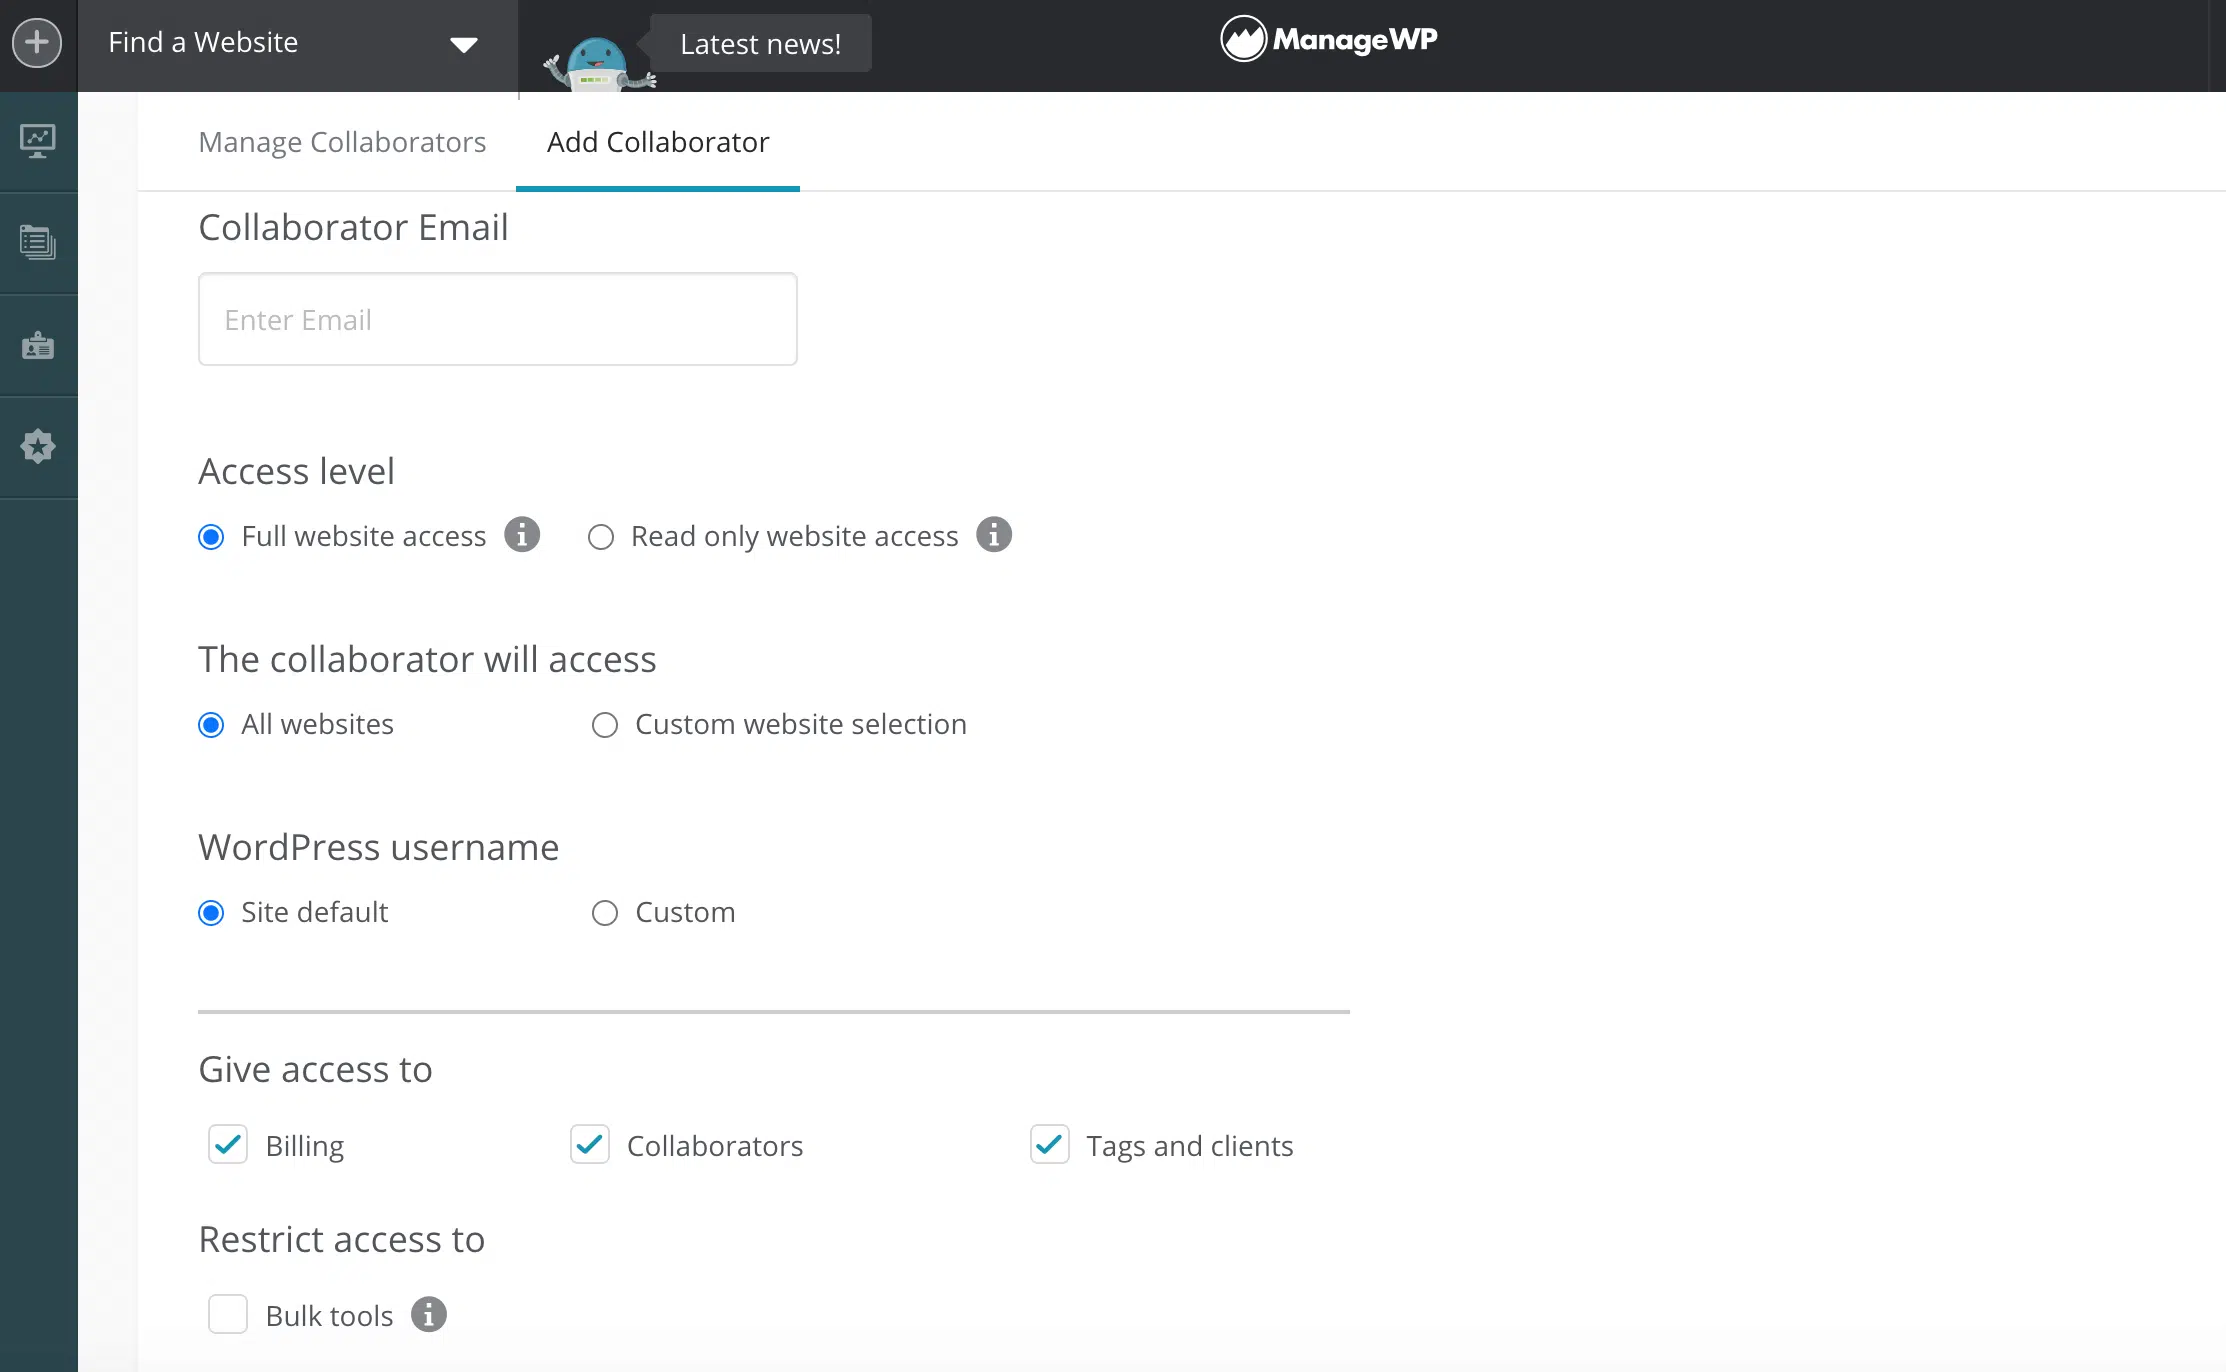 Find a Website
Latest news!
ManageWP
Manage Collaborators
Add Collaborator
Collaborator Email
Enter Email
Access level
Full website access
Read only website access
The collaborator will access
All websites
Custom website selection
WordPress username
Site default
Custom
Give access to
Billing
Collaborators
Tags and clients
Restrict access to
Bulk tools